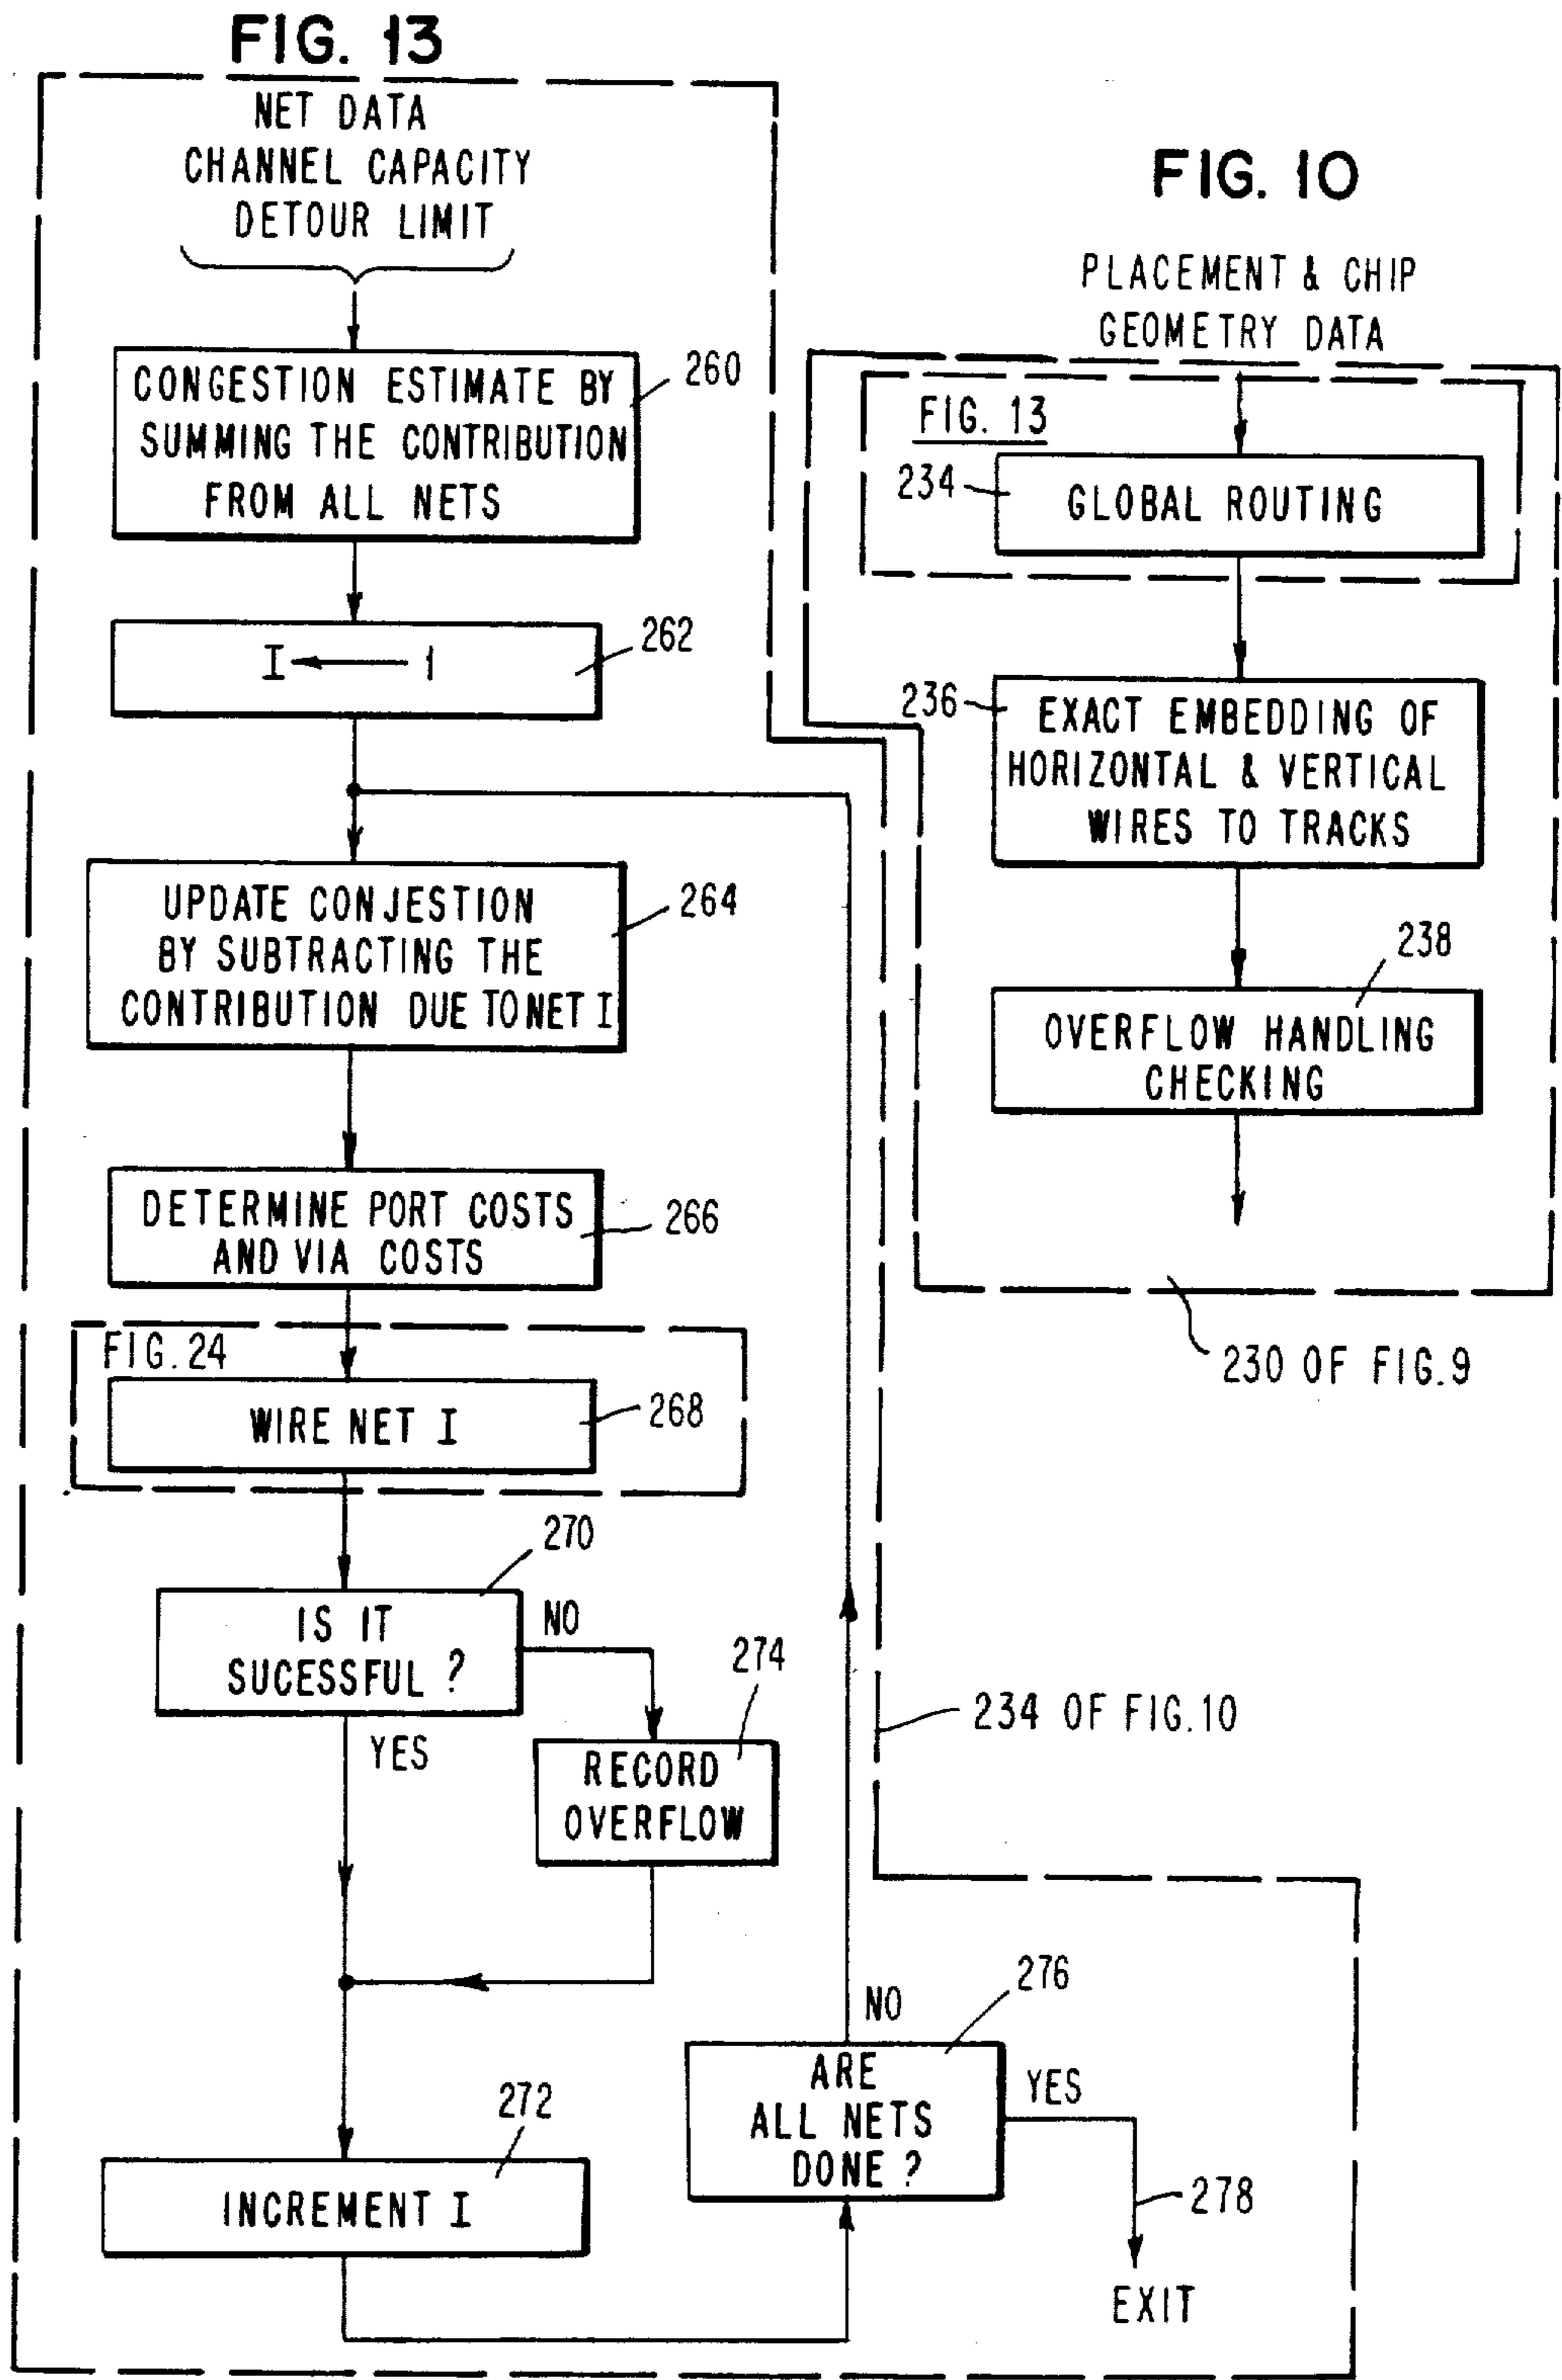 FIG. 13
NET DATA
CHANNEL CAPACITY
DETOUR LIMIT
CONGESTION ESTIMATE BY
SUMMING THE CONTRIBUTION
FROM ALL NETS
260
I ← 1
262
UPDATE CONJESTION
BY SUBTRACTING THE
CONTRIBUTION DUE TO NET I
264
DETERMINE PORT COSTS
AND VIA COSTS
266
FIG. 24
WIRE NET I
268
270
IS IT
SUCESSFUL ?
NO
YES
274
RECORD
OVERFLOW
272
INCREMENT I
276
NO
ARE
ALL NETS
DONE ?
YES
278
EXIT
234 OF FIG. 10
FIG. 10
PLACEMENT & CHIP
GEOMETRY DATA
FIG. 13
234
GLOBAL ROUTING
236
EXACT EMBEDDING OF
HORIZONTAL & VERTICAL
WIRES TO TRACKS
238
OVERFLOW HANDLING
CHECKING
230 OF FIG. 9